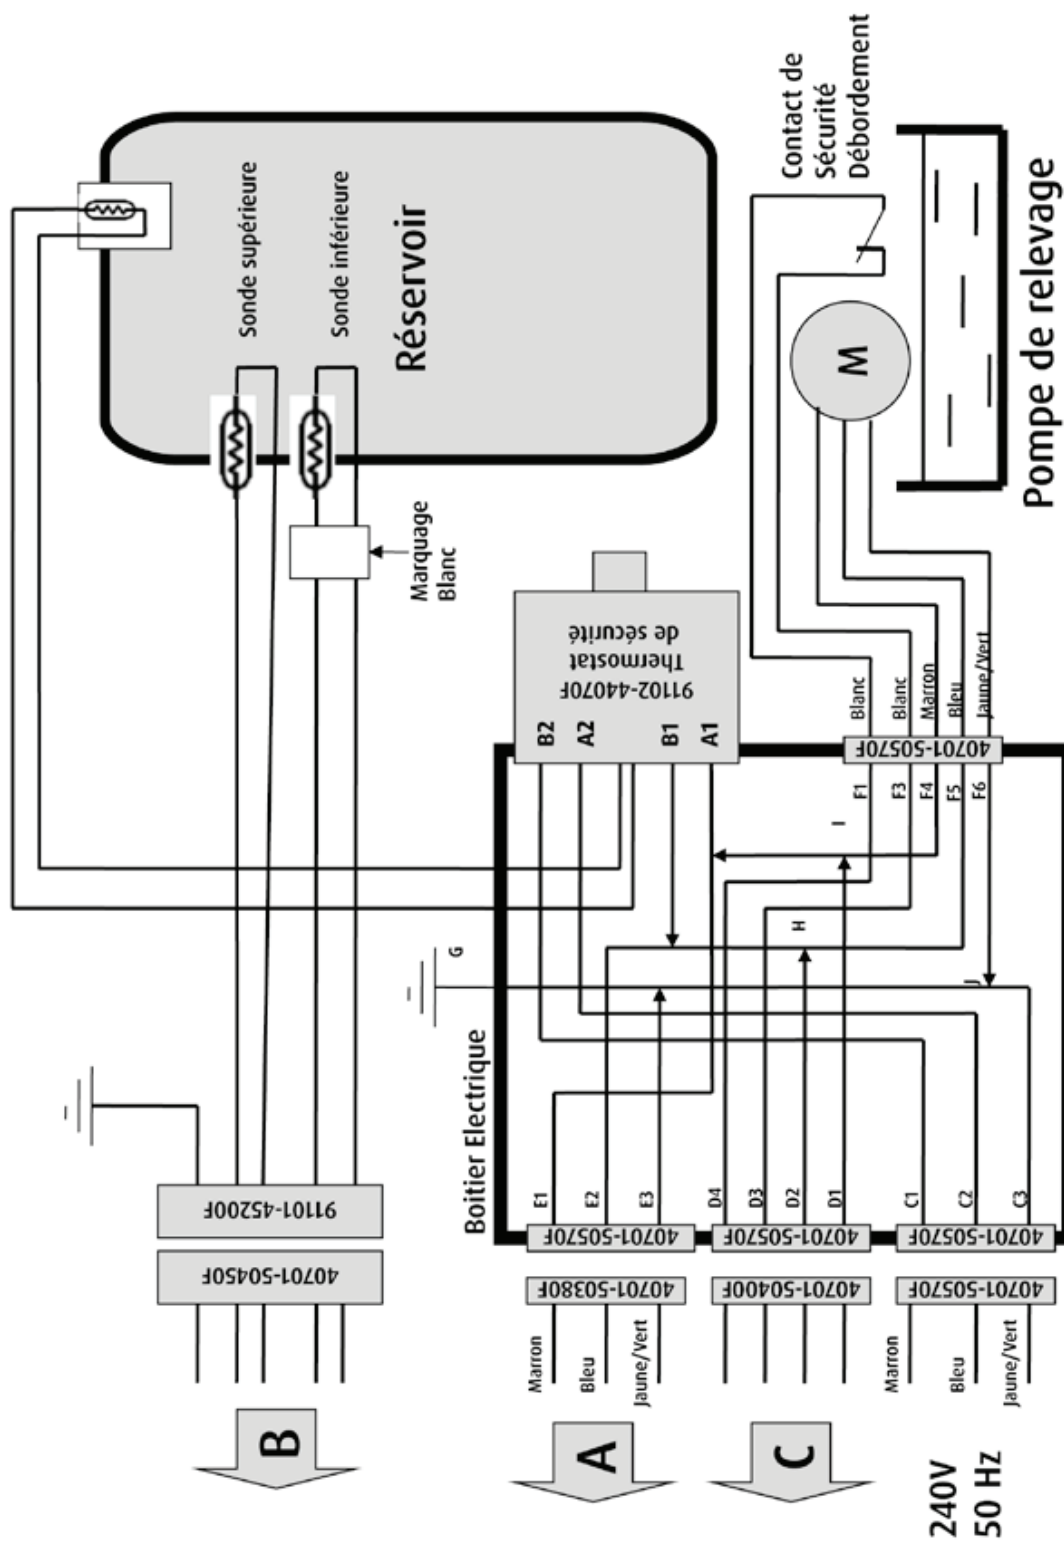 Sonde supérieure
Sonde inférieure
Réservoir
Marquage
Blanc
91101-45200F
40701-50450F
B
Contact de
Sécurité
Débordement
M
Pompe de relevage
Thermostat
de sécurité
91102-44070F
B2
A2
B1
A1
Blanc
Blanc
Marron
Bleu
Jaune/Vert
40701-50570F
F1
F3
F4
F5
F6
G
H
I
J
Boitier Electrique
E1
E2
E3
D4
D3
D2
D1
C1
C2
C3
40701-50570F
40701-50570F
40701-50570F
40701-50380F
40701-50400F
40701-50570F
Marron
Bleu
Jaune/Vert
Marron
Bleu
Jaune/Vert
A
C
240V
50 Hz